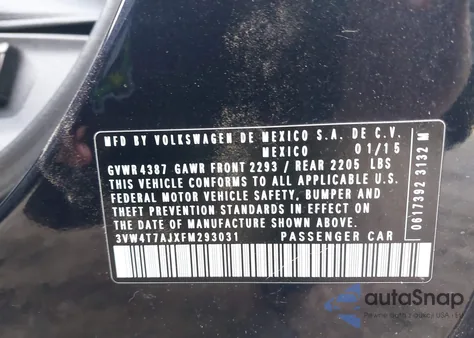 MFD BY VOLKSWAGEN DE MEXICO S.A. DE C.V.
MEXICO 01/15
GVWR 4387 GAWR FRONT 2293 / REAR 2205 LBS
THIS VEHICLE CONFORMS TO ALL APPLICABLE U.S.
FEDERAL MOTOR VEHICLE SAFETY, BUMPER AND
THEFT PREVENTION STANDARDS IN EFFECT ON
THE DATE OF MANUFACTURE SHOWN ABOVE.
3VW4T7AJXFM293031 PASSENGER CAR
0617392 3132 M
autoSnap